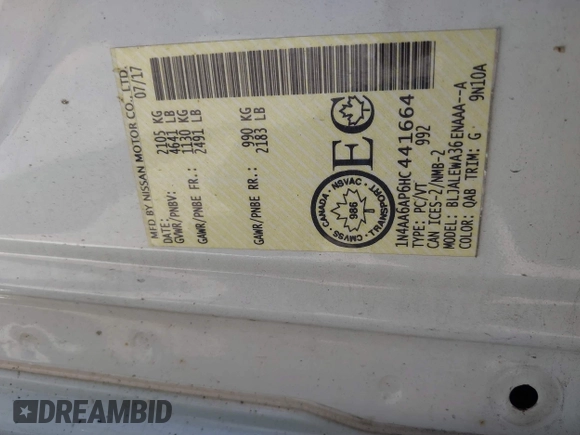 MFD BY NISSAN MOTOR CO., LTD.
DATE: 07/17
GVWR/PNBV: 2105 KG
4641 LB
GAWR/PNBE FR.: 1130 KG
2491 LB
GAWR/PNBE RR.: 990 KG
2183 LB
CANADA - NSVAC - TRANSPORT - CMVSS -
986
EC
1N4AA6AP6HC441664
TYPE: PC/VT 992
CAN ICES-2/NMB-2
MODEL: BLJALEWA36ENAAA--A
COLOR: QAB TRIM: G 9N10A
DREAMBID